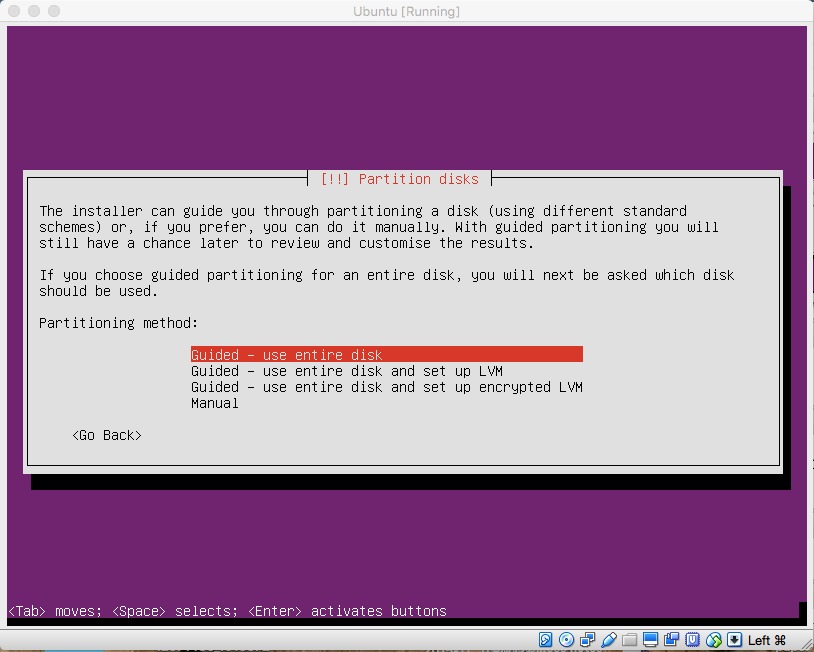 Ubuntu [Running]
[!!] Partition disks
The installer can guide you through partitioning a disk (using different standard
schemes) or, if you prefer, you can do it manually. With guided partitioning you will
still have a chance later to review and customise the results.
If you choose guided partitioning for an entire disk, you will next be asked which disk
should be used.
Partitioning method:
Guided - use entire disk
Guided - use entire disk and set up LVM
Guided - use entire disk and set up encrypted LVM
Manual
<Go Back>
<Tab> moves; <Space> selects; <Enter> activates buttons
Left ⌘